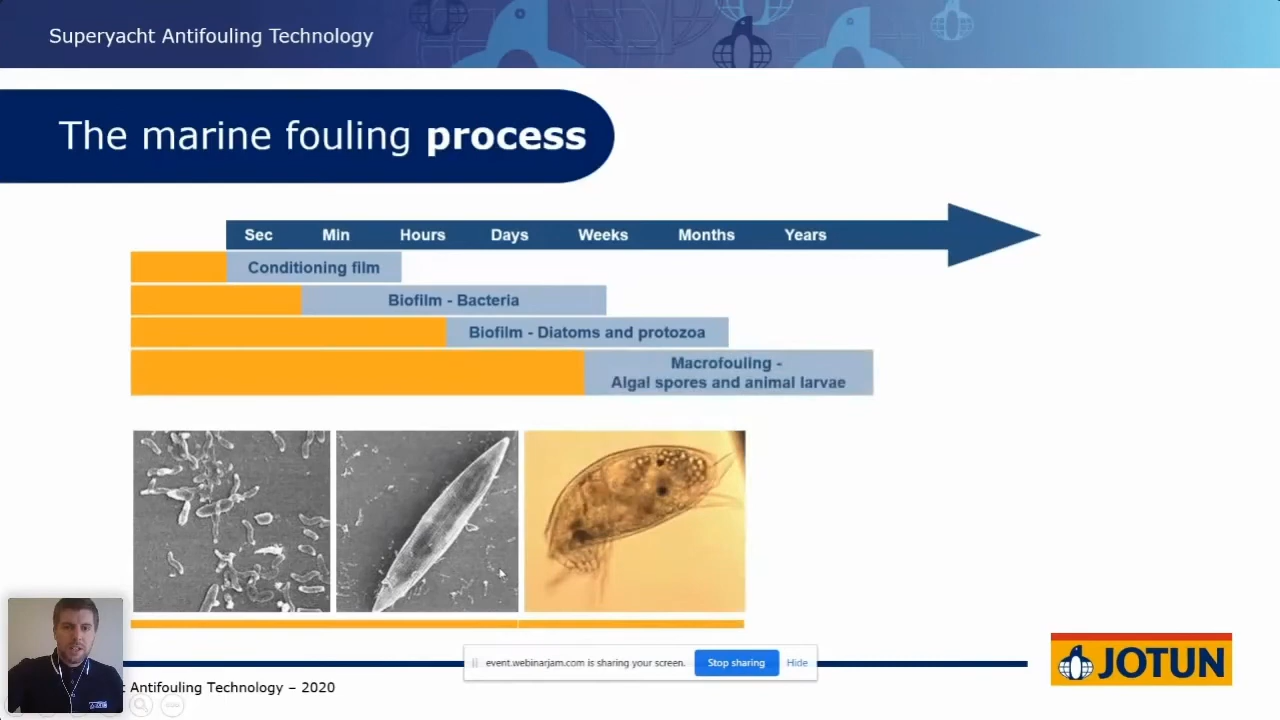 Superyacht Antifouling Technology
The marine fouling process
Sec Min Hours Days Weeks Months Years
Conditioning film
Biofilm - Bacteria
Biofilm - Diatoms and protozoa
Macrofouling -
Algal spores and animal larvae
event.webinarjam.com is sharing your screen. Stop sharing Hide
JOTUN
t Antifouling Technology – 2020